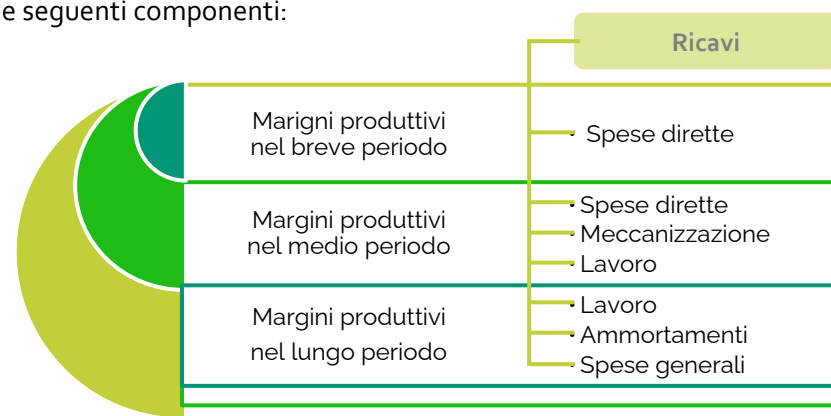 e seguenti componenti:
Ricavi
Marigni produttivi
nel breve periodo
• Spese dirette
Margini produttivi
nel medio periodo
• Spese dirette
• Meccanizzazione
• Lavoro
Margini produttivi
nel lungo periodo
• Lavoro
• Ammortamenti
• Spese generali